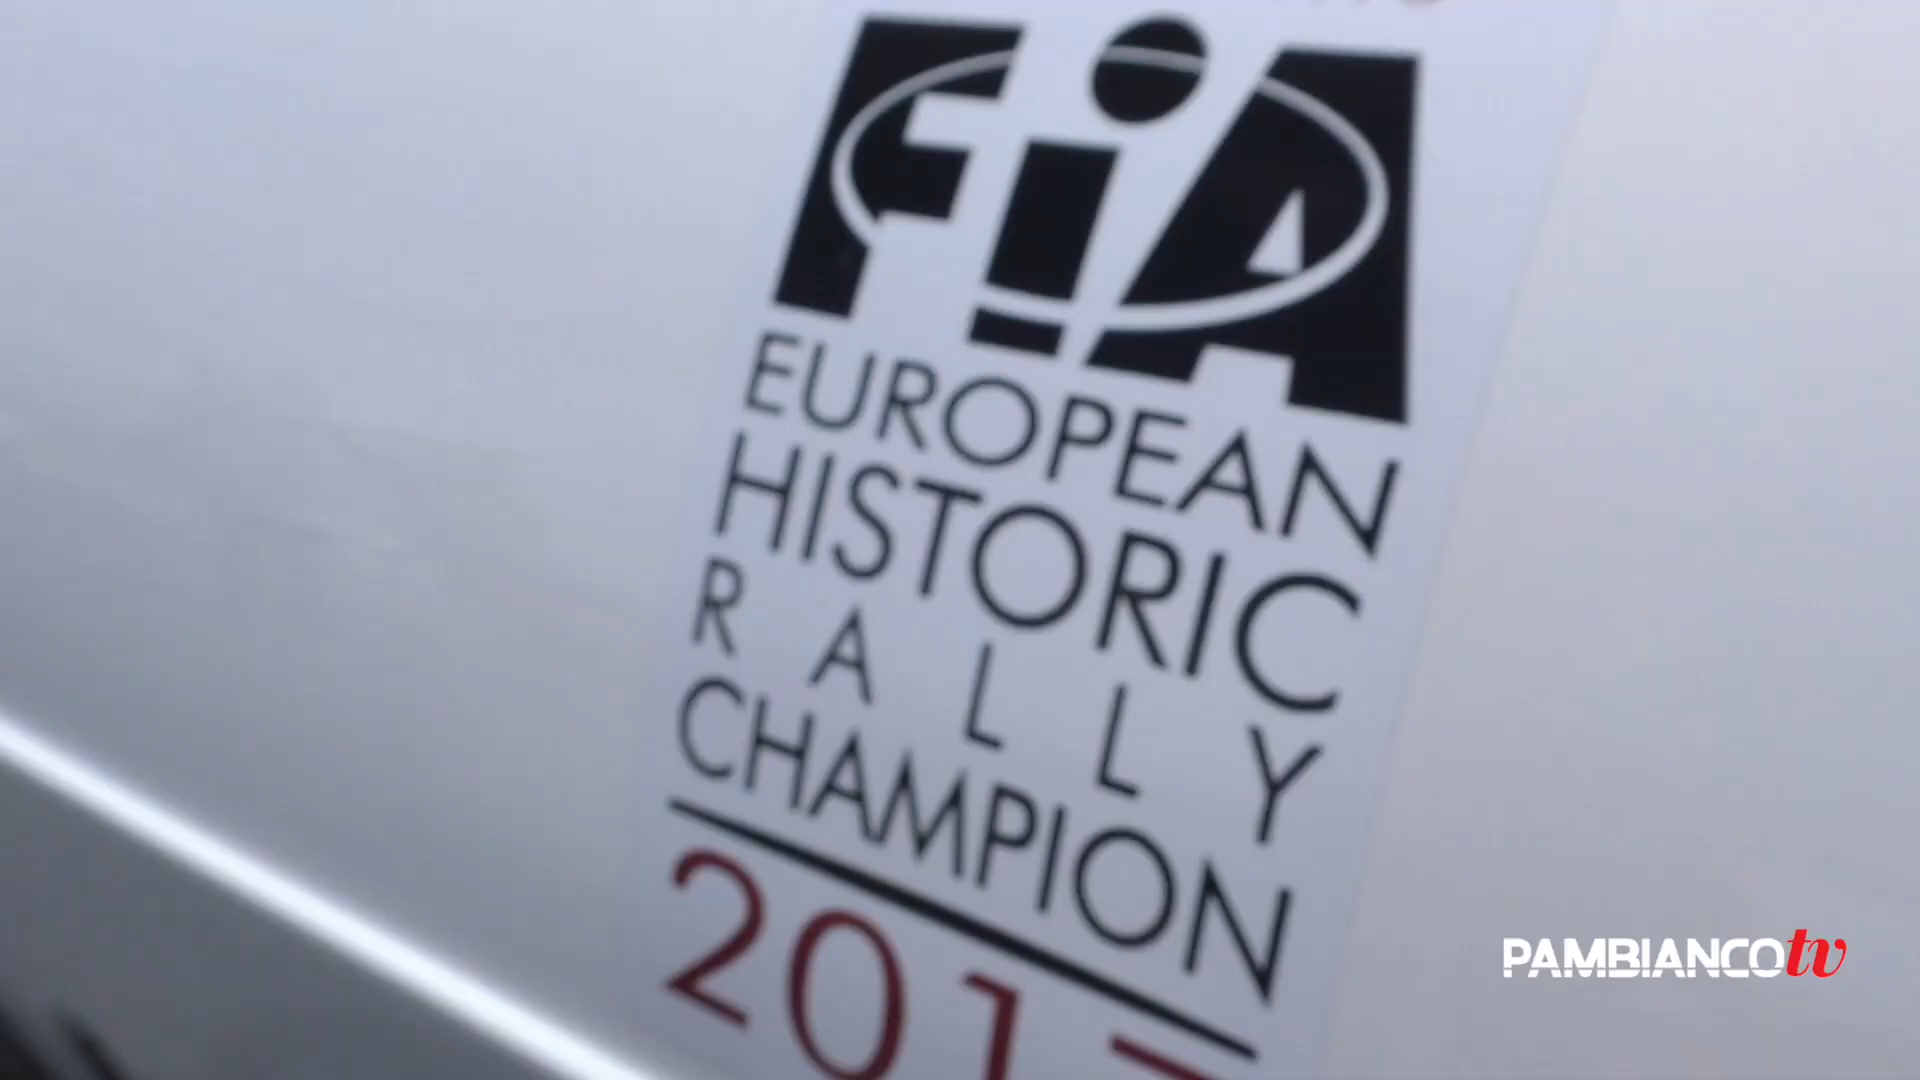 FiA
EUROPEAN
HISTORIC
RALLY
CHAMPION
PAMBIANCOtv